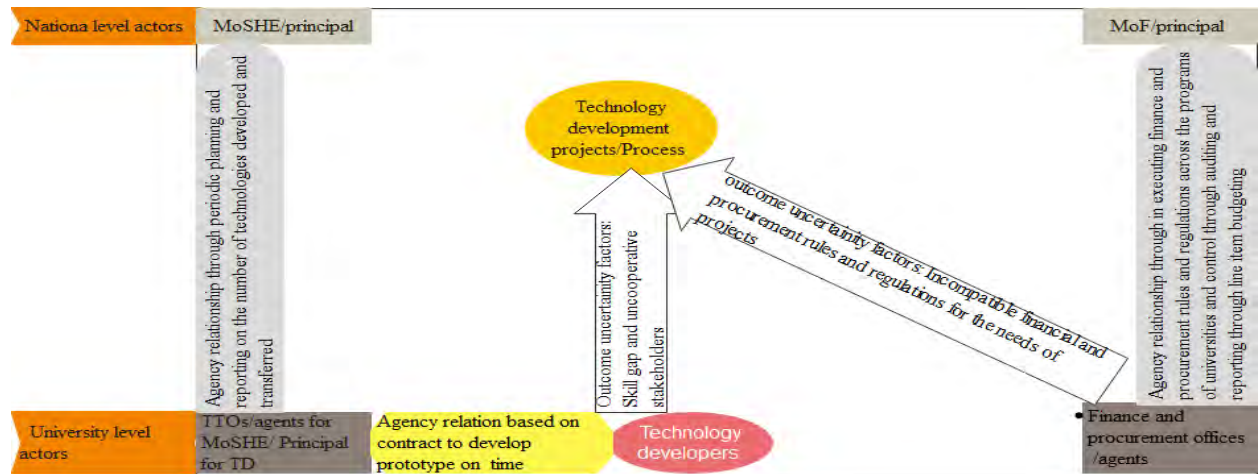 Nationa level actors
MoSHE/principal
MoF/principal
Agency relationship through periodic planning and
reporting on the number of technologies developed and
transferred
Technology
development
projects/Process
Outcome uncertainty factors:
Skill gap and uncooperative
stakeholders
outcome uncertainity factors: Incompatible financial and
procurement rules and regulations for the needs of
projects
Agency relationship through in executing finance and
procurement rules and regulations across the programs
of universities and control through auditing and
reporting through line item budgeting
University level
actors
TTOs/agents for
MoSHE/ Principal
for TD
Agency relation based on
contract to develop
prototype on time
Technology
developers
• Finance and
procurement offices
/agents